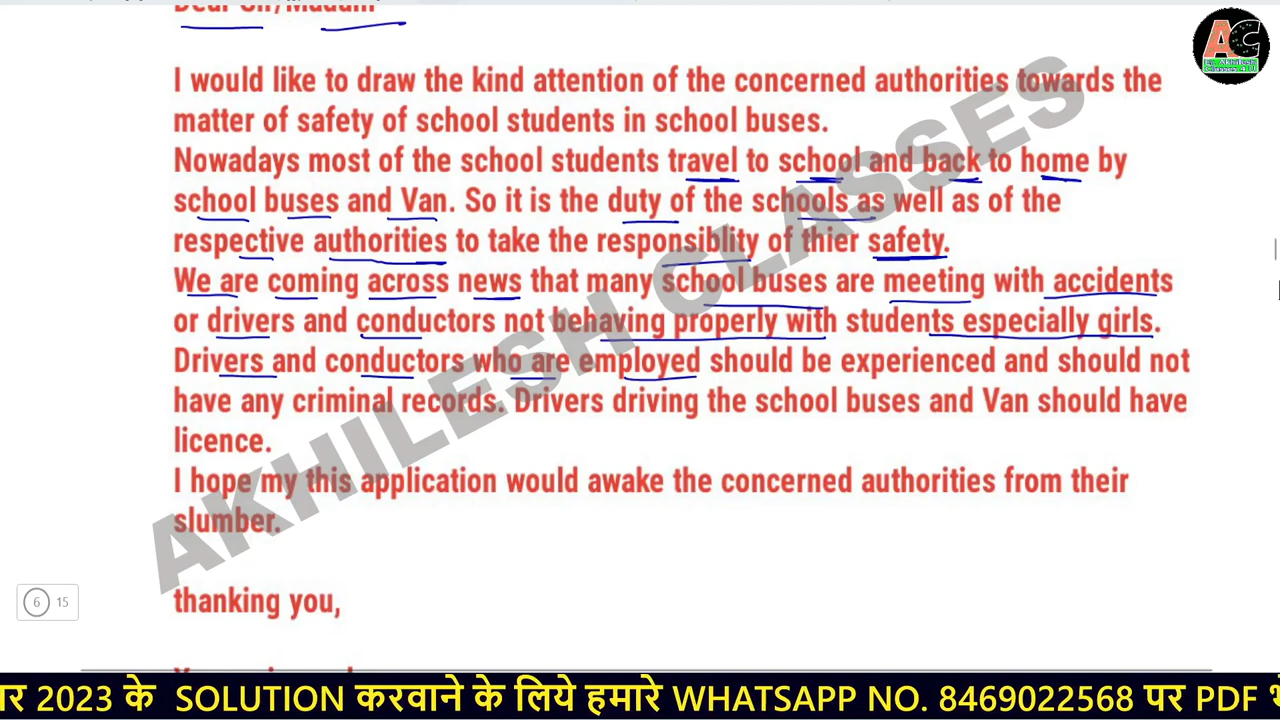 Dear Sir/Madam
I would like to draw the kind attention of the concerned authorities towards the
matter of safety of school students in school buses.
Nowadays most of the school students travel to school and back to home by
school buses and Van. So it is the duty of the schools as well as of the
respective authorities to take the responsiblity of thier safety.
We are coming across news that many school buses are meeting with accidents
or drivers and conductors not behaving properly with students especially girls.
Drivers and conductors who are employed should be experienced and should not
have any criminal records. Drivers driving the school buses and Van should have
licence.
I hope my this application would awake the concerned authorities from their
slumber.
thanking you,
AKHILESH CLASSES
AC
6 15
2023 के SOLUTION करवाने के लिये हमारे WHATSAPP NO. 8469022568 पर PDF